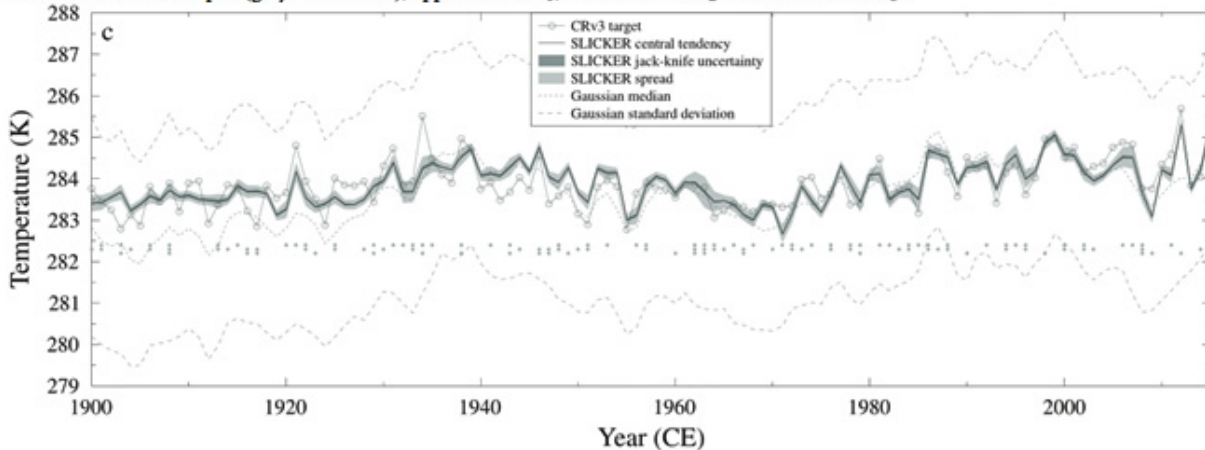 288
c
CRv3 target
SLICKER central tendency
SLICKER jack-knife uncertainty
SLICKER spread
Gaussian median
Gaussian standard deviation
287
286
285
284
283
282
281
280
279
Temperature (K)
1900
1920
1940
1960
1980
2000
Year (CE)